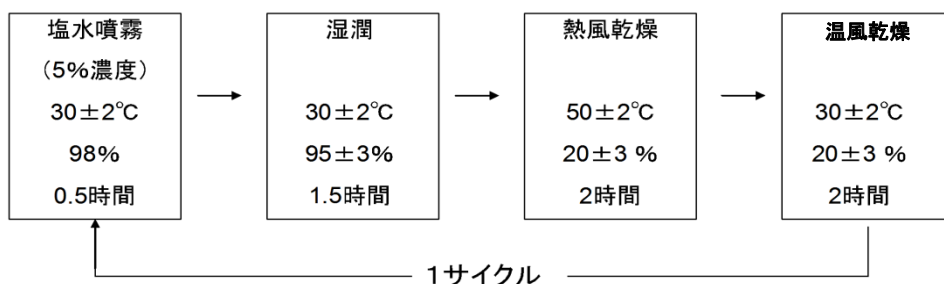 塩水噴霧
（5％濃度）
30±2℃
98%
0.5時間
湿潤
30±2℃
95±3%
1.5時間
熱風乾燥
50±2℃
20±3 %
2時間
温風乾燥
30±2℃
20±3 %
2時間
1サイクル